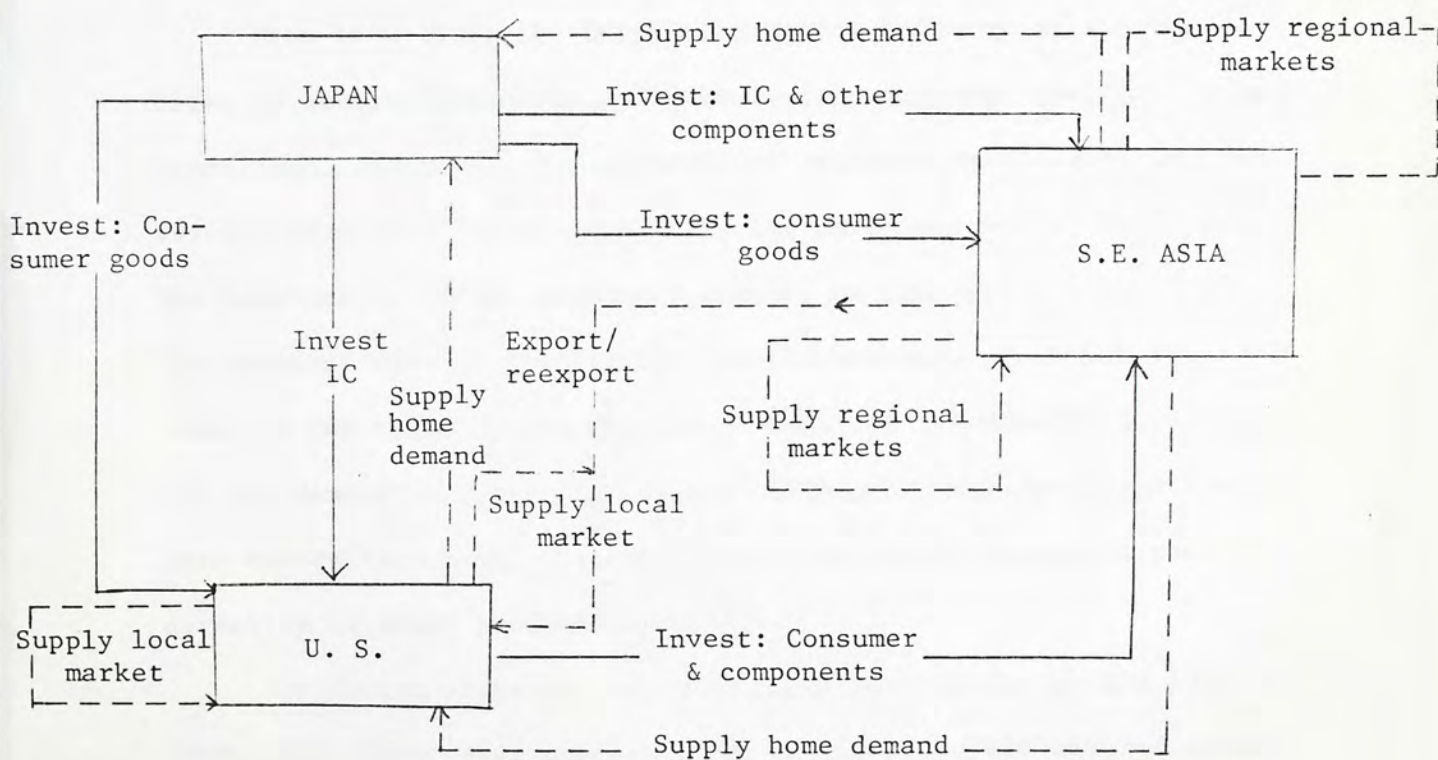 Supply home demand
Supply regional
markets
JAPAN
Invest: IC & other
components
Invest: Con-
sumer goods
Invest: consumer
goods
S.E. ASIA
Invest
IC
Export/
reexport
Supply
home
demand
Supply regional
markets
Supply local
market
Supply local
market
U. S.
Invest: Consumer
& components
Supply home demand